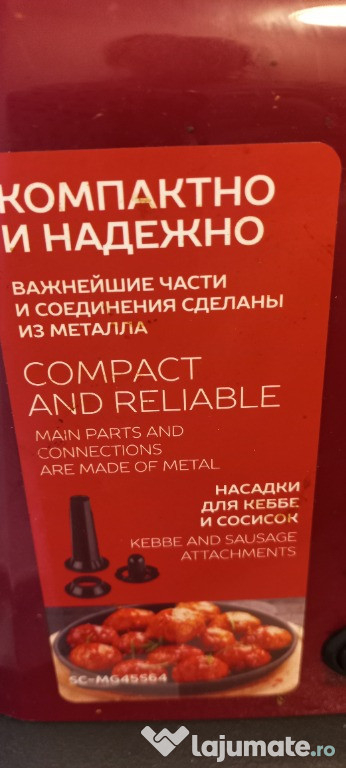 КОМПАКТНО
И НАДЕЖНО
ВАЖНЕЙШИЕ ЧАСТИ
И СОЕДИНЕНИЯ СДЕЛАНЫ
ИЗ МЕТАЛЛА
COMPACT
AND RELIABLE
MAIN PARTS AND
CONNECTIONS
ARE MADE OF METAL
НАСАДКИ
ДЛЯ КЕББЕ
И СОСИСОК
KEBBE AND SAUSAGE
ATTACHMENTS
SC-MG45S64
lajumate.ro